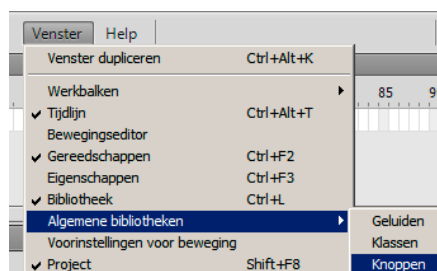 Venster Help
Venster dupliceren Ctrl+Alt+K
Werkbalken
85 9
Tijdlijn Ctrl+Alt+T
Bewegingseditor
Gereedschappen Ctrl+F2
Eigenschappen Ctrl+F3
Bibliotheek Ctrl+L
Algemene bibliotheken Geluiden
Voorinstellingen voor beweging Klassen
Project Shift+F8 Knoppen